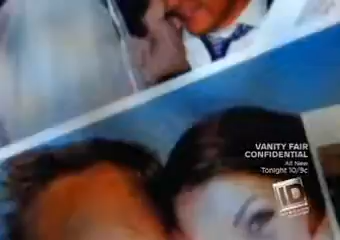 VANITY FAIR
CONFIDENTIAL
All New
Tonight 10/9c
ID